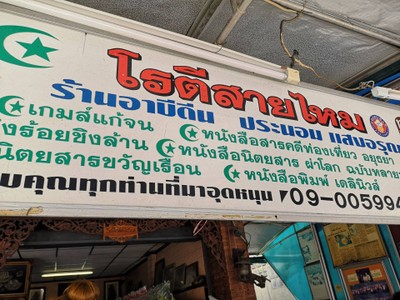 โรตีสายไหม
ร้านอาบีดีน ประนอม แสงอรุณ
เกมส์แก้จน หนังสือสารคดีท่องเที่ยว อยุธยา
ร้อยชิงล้าน หนังสือนิตยสาร ผ่าโลก ฉบับหลาย
นิตยสารขวัญเรือน หนังสือพิมพ์ เดลินิวส์
คุณทุกท่านที่มาอุดหนุน 09-005994